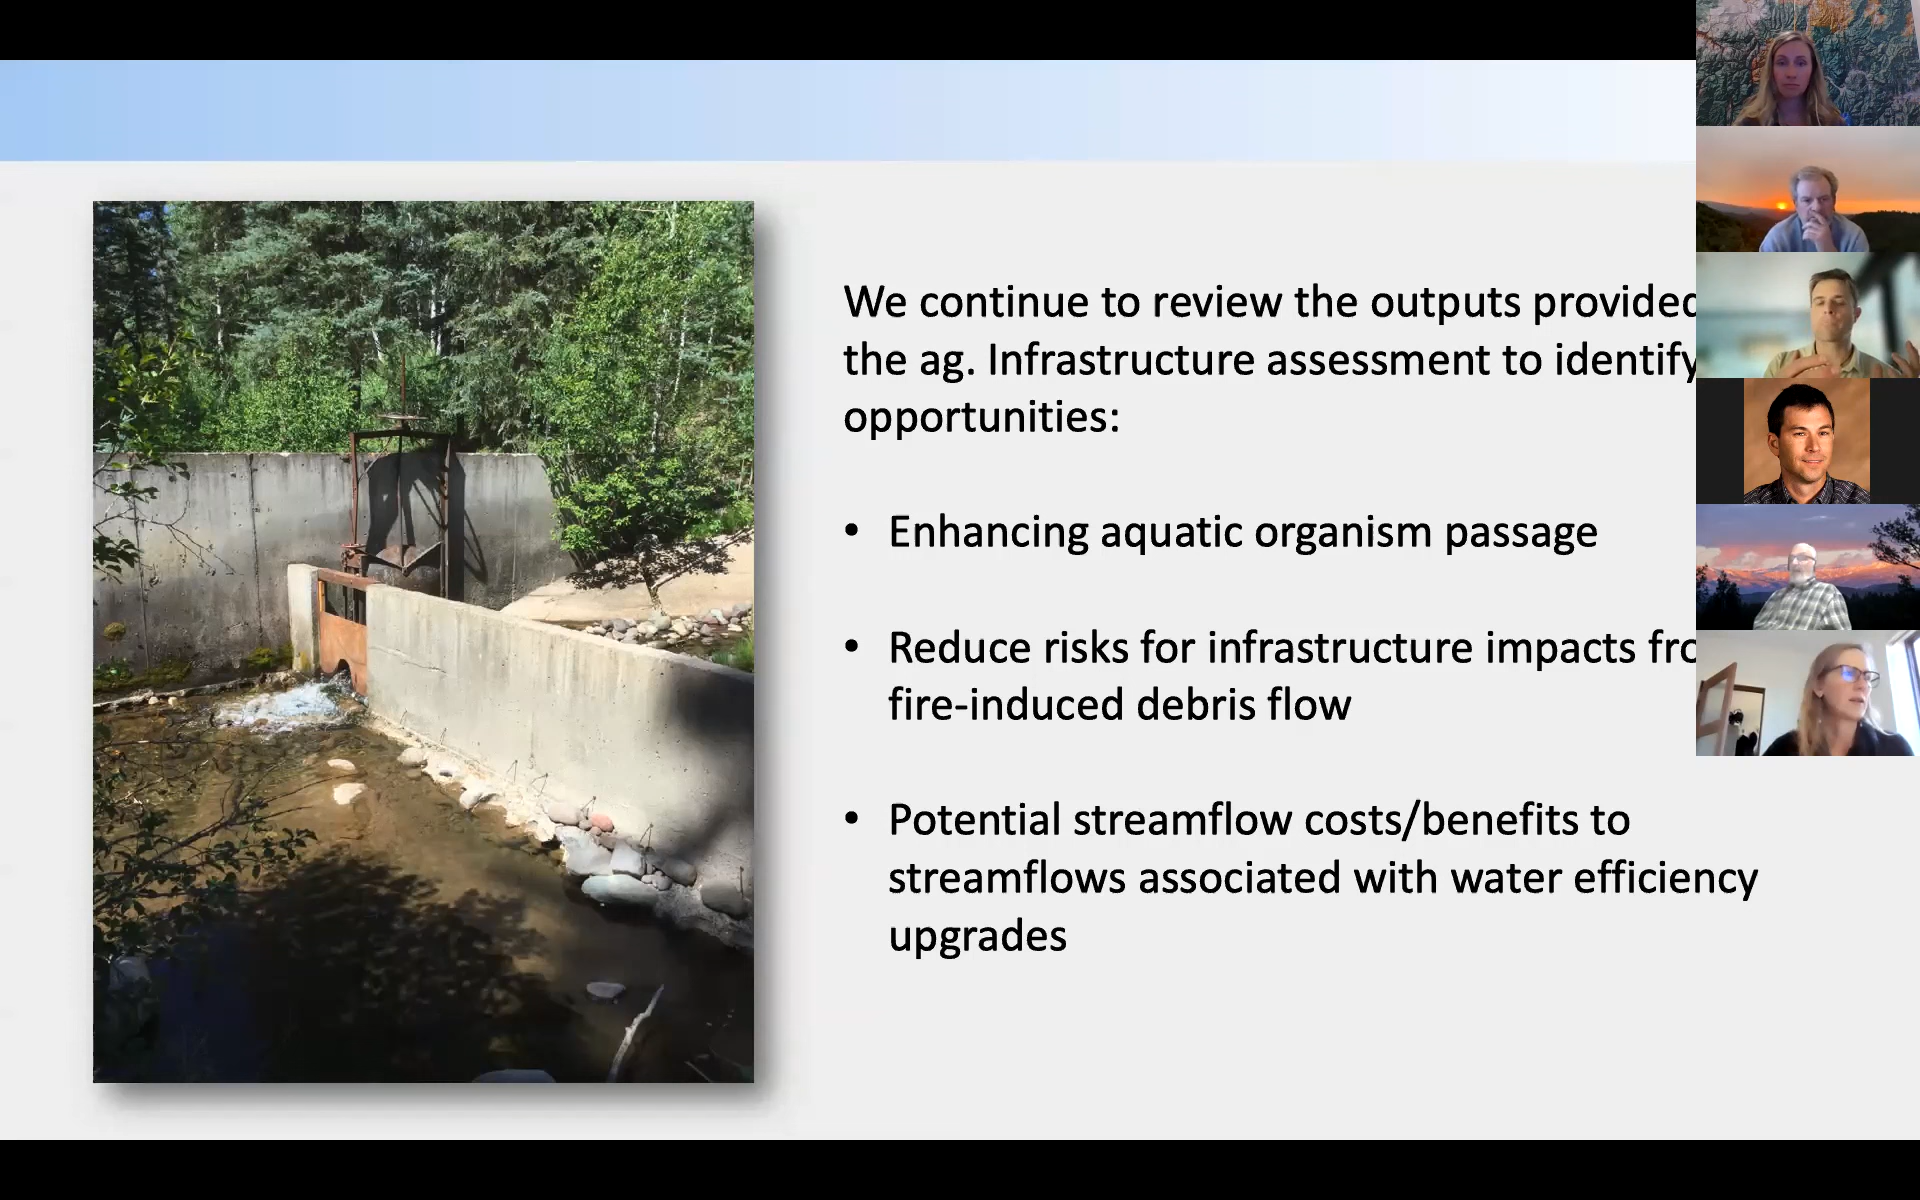 We continue to review the outputs provided
the ag. Infrastructure assessment to identify
opportunities:
• Enhancing aquatic organism passage
• Reduce risks for infrastructure impacts
fire-induced debris flow
• Potential streamflow costs/benefits to
streamflows associated with water efficiency
upgrades